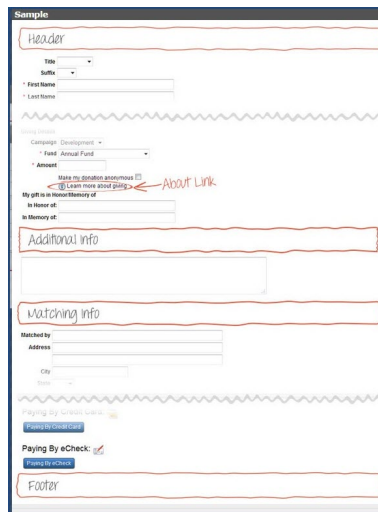 Sample
Header
Title
Suffix
* First Name
* Last Name
Giving Details
Campaign Development
* Fund Annual Fund
* Amount
Make my donation anonymous
Learn more about giving
About Link
My gift is in Honor/Memory of
In Honor of:
In Memory of:
Additional Info
Matching Info
Matched by
Address
City
State
Paying By Credit Card:
Paying By Credit Card
Paying By eCheck:
Paying By eCheck
Footer